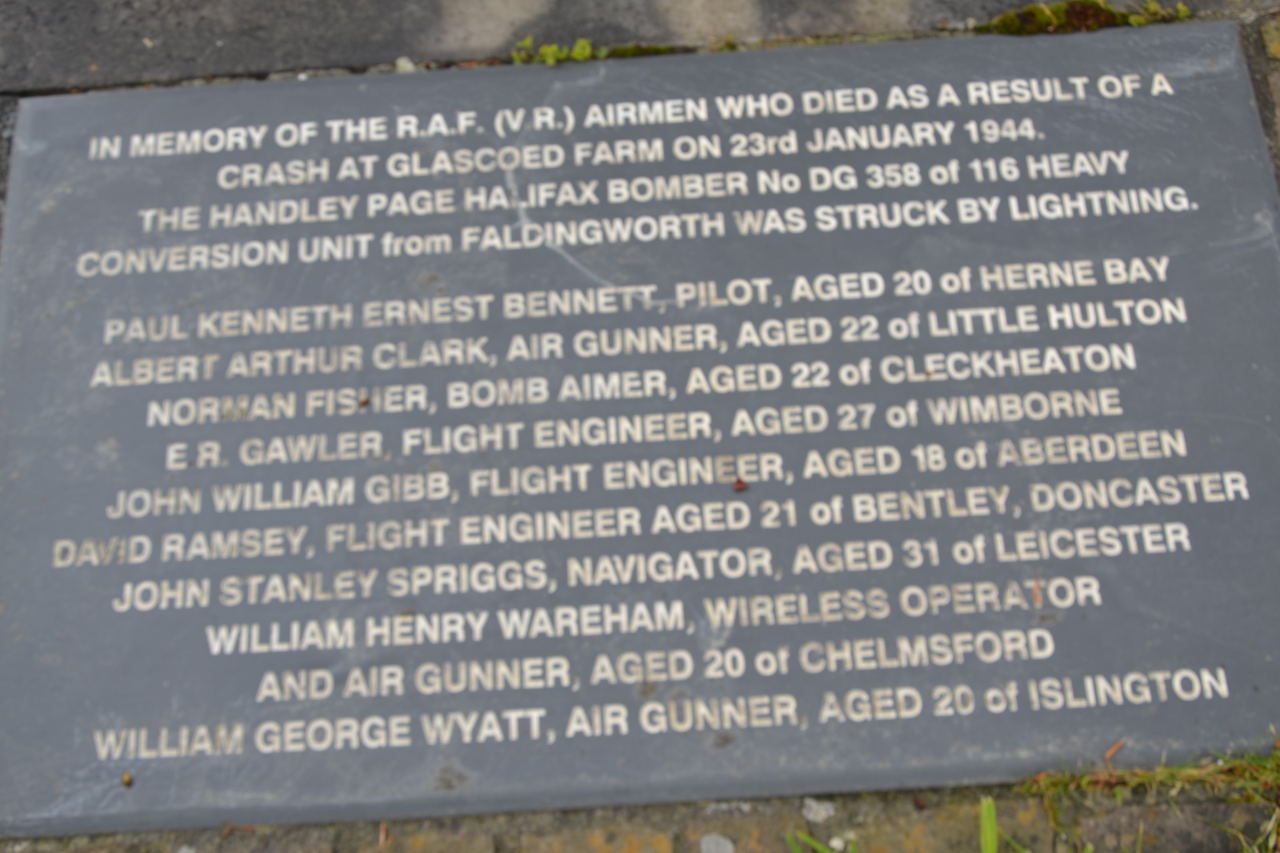 IN MEMORY OF THE R.A.F. (V.R.) AIRMEN WHO DIED AS A RESULT OF A
CRASH AT GLASCOED FARM ON 23rd JANUARY 1944.
THE HANDLEY PAGE HALIFAX BOMBER No DG 358 of 116 HEAVY
CONVERSION UNIT from FALDINGWORTH WAS STRUCK BY LIGHTNING.
PAUL KENNETH ERNEST BENNETT, PILOT, AGED 20 of HERNE BAY
ALBERT ARTHUR CLARK, AIR GUNNER, AGED 22 of LITTLE HULTON
NORMAN FISHER, BOMB AIMER, AGED 22 of CLECKHEATON
E.R. GAWLER, FLIGHT ENGINEER, AGED 27 of WIMBORNE
JOHN WILLIAM GIBB, FLIGHT ENGINEER, AGED 18 of ABERDEEN
DAVID RAMSEY, FLIGHT ENGINEER AGED 21 of BENTLEY, DONCASTER
JOHN STANLEY SPRIGGS, NAVIGATOR, AGED 31 of LEICESTER
WILLIAM HENRY WAREHAM, WIRELESS OPERATOR
AND AIR GUNNER, AGED 20 of CHELMSFORD
WILLIAM GEORGE WYATT, AIR GUNNER, AGED 20 of ISLINGTON